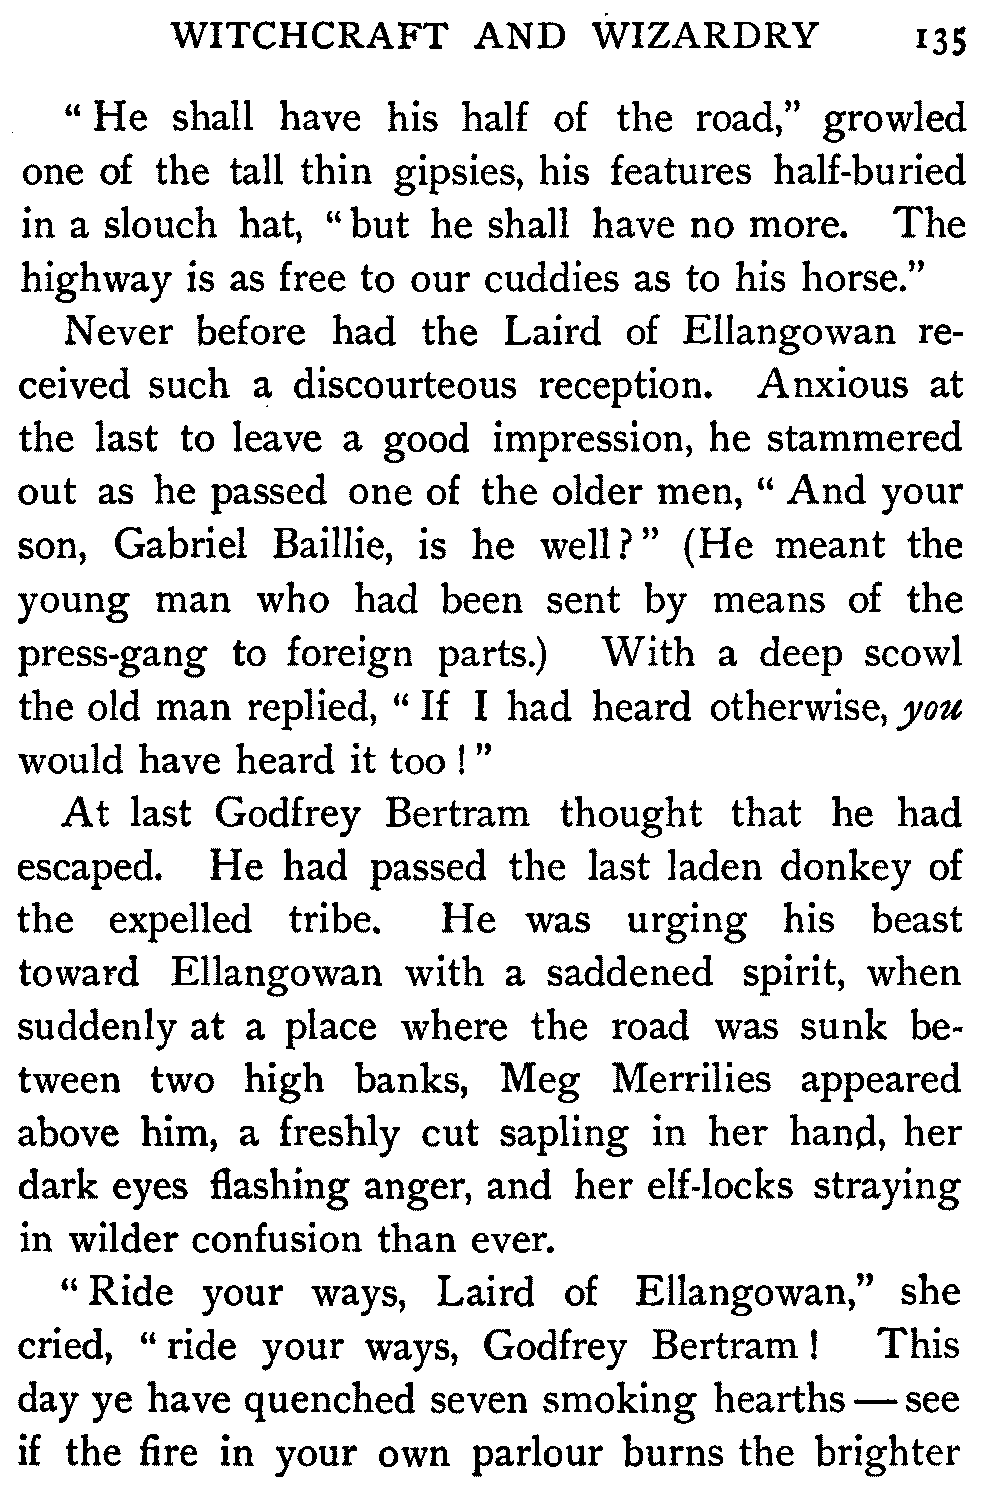 WITCHCRAFT AND WIZARDRY 135
“ He shall have his half of the road,” growled
one of the tall thin gipsies, his features half-buried
in a slouch hat, “ but he shall have no more. The
highway is as free to our cuddies as to his horse.”
Never before had the Laird of Ellangowan re-
ceived such a discourteous reception. Anxious at
the last to leave a good impression, he stammered
out as he passed one of the older men, “ And your
son, Gabriel Baillie, is he well ? ” (He meant the
young man who had been sent by means of the
press-gang to foreign parts.) With a deep scowl
the old man replied, “ If I had heard otherwise, you
would have heard it too ! ”
At last Godfrey Bertram thought that he had
escaped. He had passed the last laden donkey of
the expelled tribe. He was urging his beast
toward Ellangowan with a saddened spirit, when
suddenly at a place where the road was sunk be-
tween two high banks, Meg Merrilies appeared
above him, a freshly cut sapling in her hand, her
dark eyes flashing anger, and her elf-locks straying
in wilder confusion than ever.
“ Ride your ways, Laird of Ellangowan,” she
cried, “ ride your ways, Godfrey Bertram ! This
day ye have quenched seven smoking hearths — see
if the fire in your own parlour burns the brighter